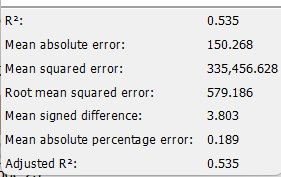 R²: 0.535
Mean absolute error: 150.268
Mean squared error: 335,456.628
Root mean squared error: 579.186
Mean signed difference: 3.803
Mean absolute percentage error: 0.189
Adjusted R²: 0.535